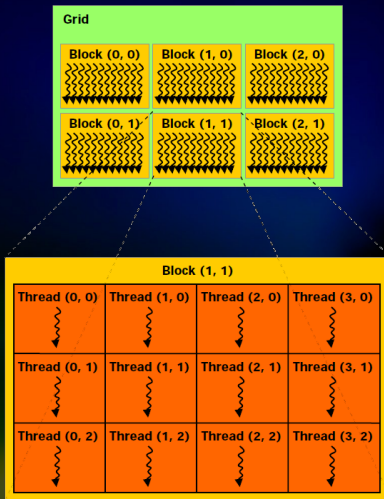 Grid
Block (0, 0) Block (1, 0) Block (2, 0)
Block (0, 1) Block (1, 1) Block (2, 1)
Block (1, 1)
Thread (0, 0) Thread (1, 0) Thread (2, 0) Thread (3, 0)
Thread (0, 1) Thread (1, 1) Thread (2, 1) Thread (3, 1)
Thread (0, 2) Thread (1, 2) Thread (2, 2) Thread (3, 2)